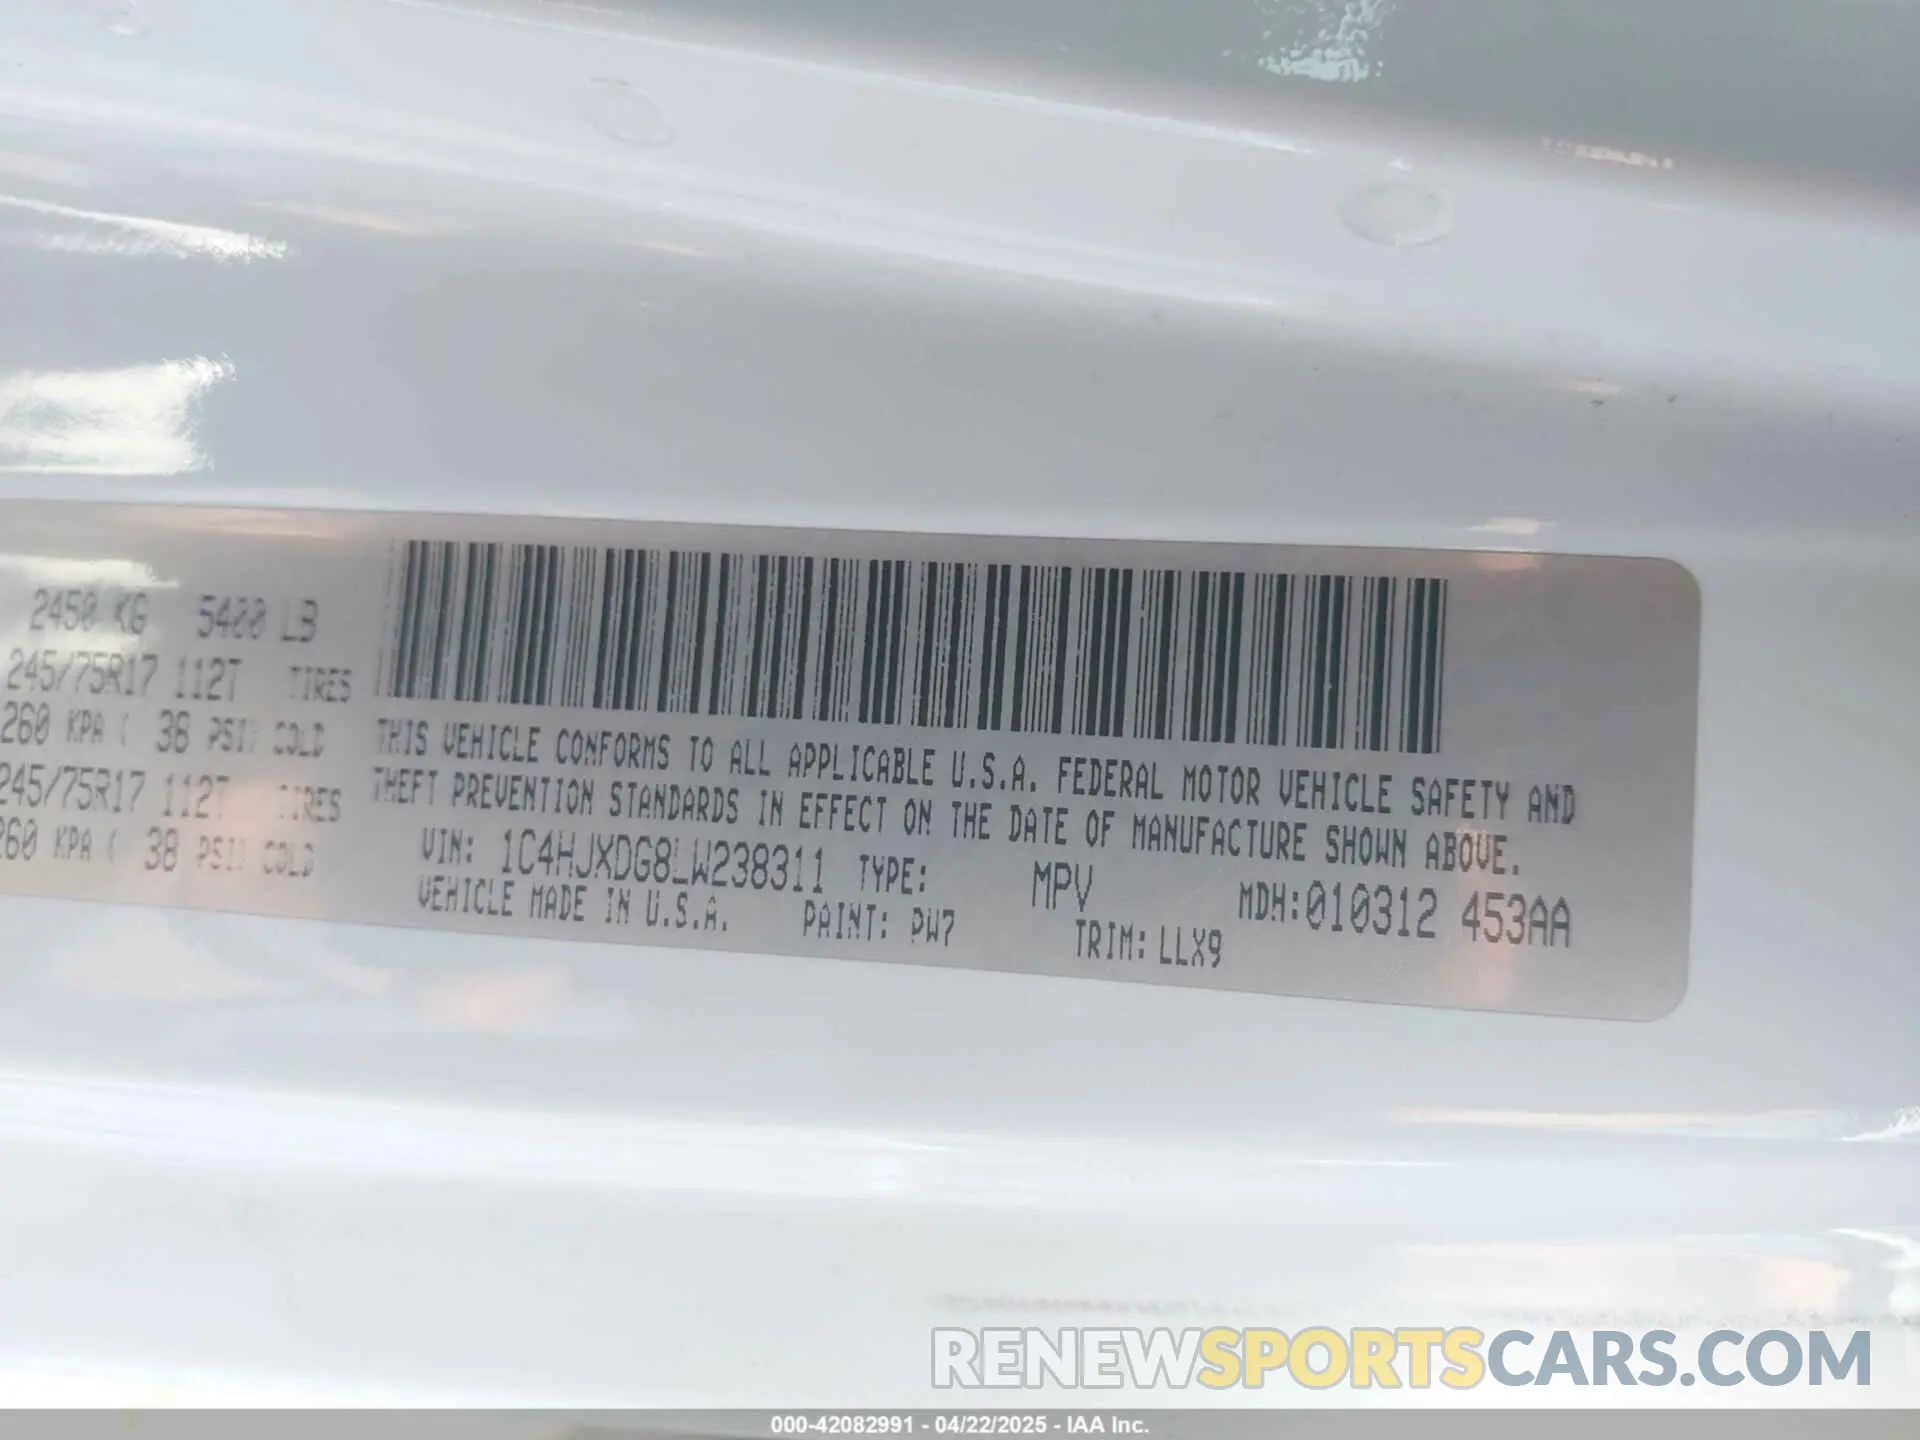 2450 KG 5400 LB
245/75R17 112T TIRES
260 KPA ( 38 PSI) COLD
245/75R17 112T TIRES
260 KPA ( 38 PSI) COLD
THIS VEHICLE CONFORMS TO ALL APPLICABLE U.S.A. FEDERAL MOTOR VEHICLE SAFETY AND
THEFT PREVENTION STANDARDS IN EFFECT ON THE DATE OF MANUFACTURE SHOWN ABOVE.
VIN: 1C4HJXDG8LW238311 TYPE: MPV MDH:010312 453AA
VEHICLE MADE IN U.S.A. PAINT: PW7 TRIM: LLX9
RENEWSPORTSCARS.COM
000-42082991 - 04/22/2025 - IAA Inc.